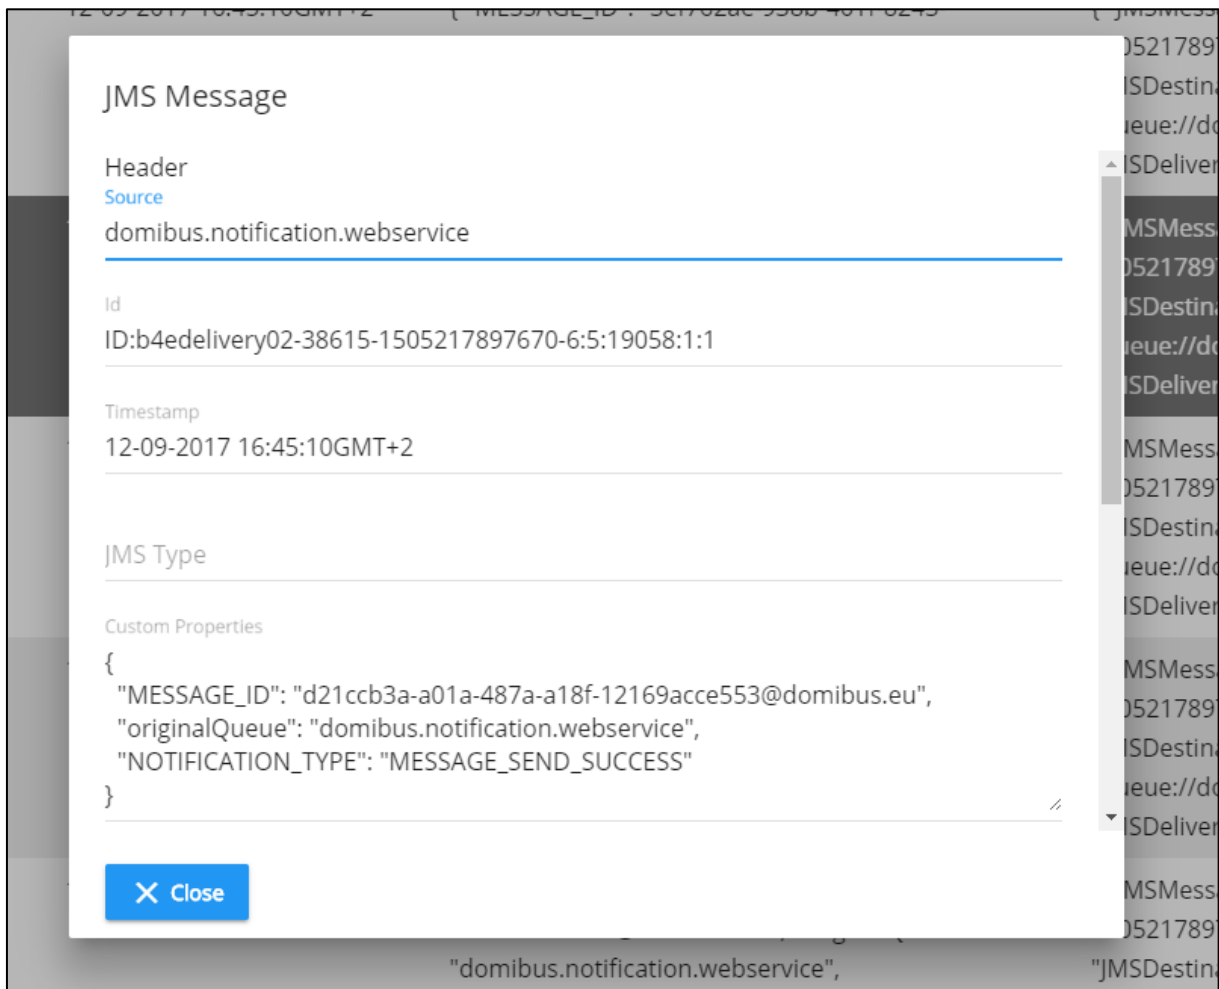 JMS Message
Header
Source
domibus.notification.webservice
Id
ID:b4edelivery02-38615-1505217897670-6:5:19058:1:1
Timestamp
12-09-2017 16:45:10GMT+2
JMS Type
Custom Properties
{
"MESSAGE_ID": "d21ccb3a-a01a-487a-a18f-12169acce553@domibus.eu",
"originalQueue": "domibus.notification.webservice",
"NOTIFICATION_TYPE": "MESSAGE_SEND_SUCCESS"
}
Close
"domibus.notification.webservice",